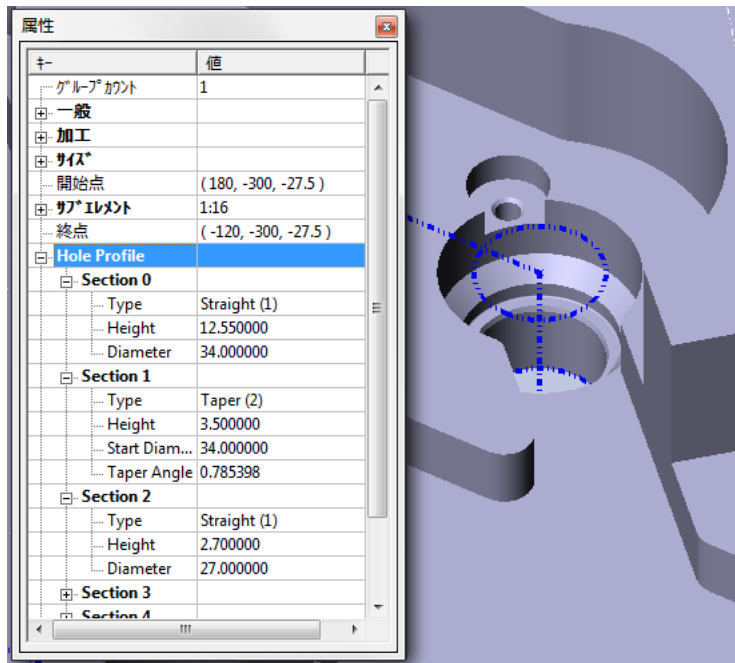 属性
キー 値
グループカウント 1
一般
加工
サイズ
開始点 ( 180, -300, -27.5 )
サブエレメント 1:16
終点 ( -120, -300, -27.5 )
Hole Profile
Section 0
Type Straight (1)
Height 12.550000
Diameter 34.000000
Section 1
Type Taper (2)
Height 3.500000
Start Diam... 34.000000
Taper Angle 0.785398
Section 2
Type Straight (1)
Height 2.700000
Diameter 27.000000
Section 3
Section 4